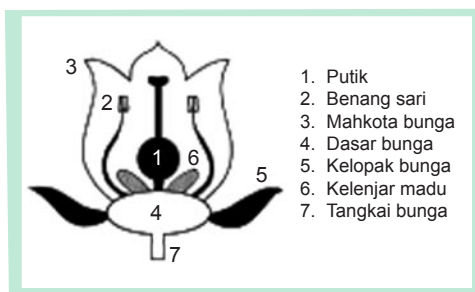 3
2
1
6
5
4
7
1. Putik
2. Benang sari
3. Mahkota bunga
4. Dasar bunga
5. Kelopak bunga
6. Kelenjar madu
7. Tangkai bunga